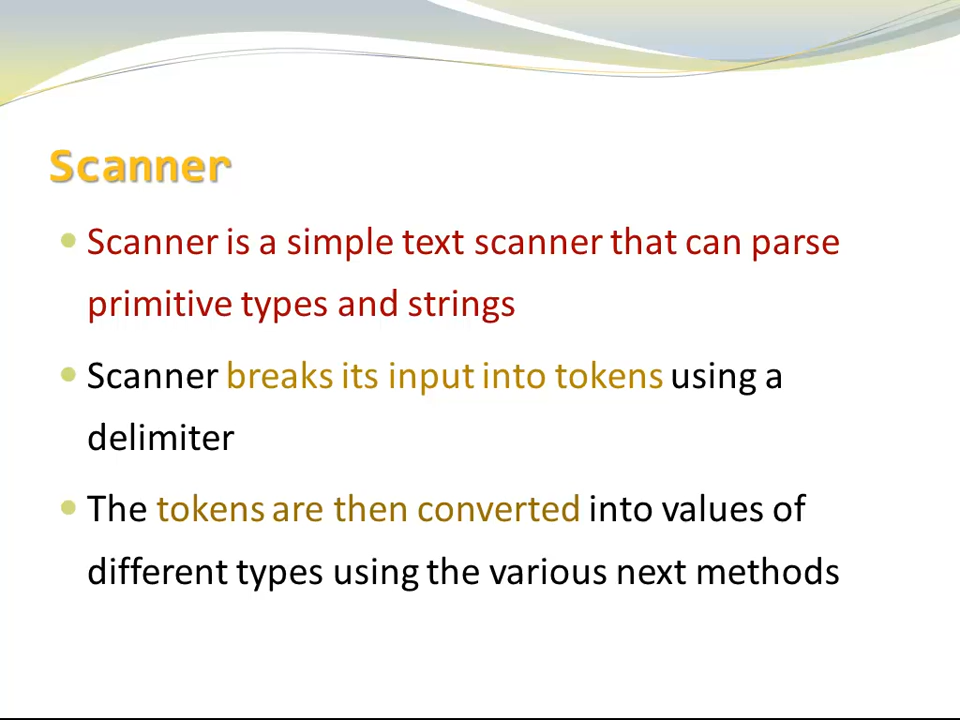 Scanner
Scanner is a simple text scanner that can parse
primitive types and strings
Scanner breaks its input into tokens using a
delimiter
The tokens are then converted into values of
different types using the various next methods